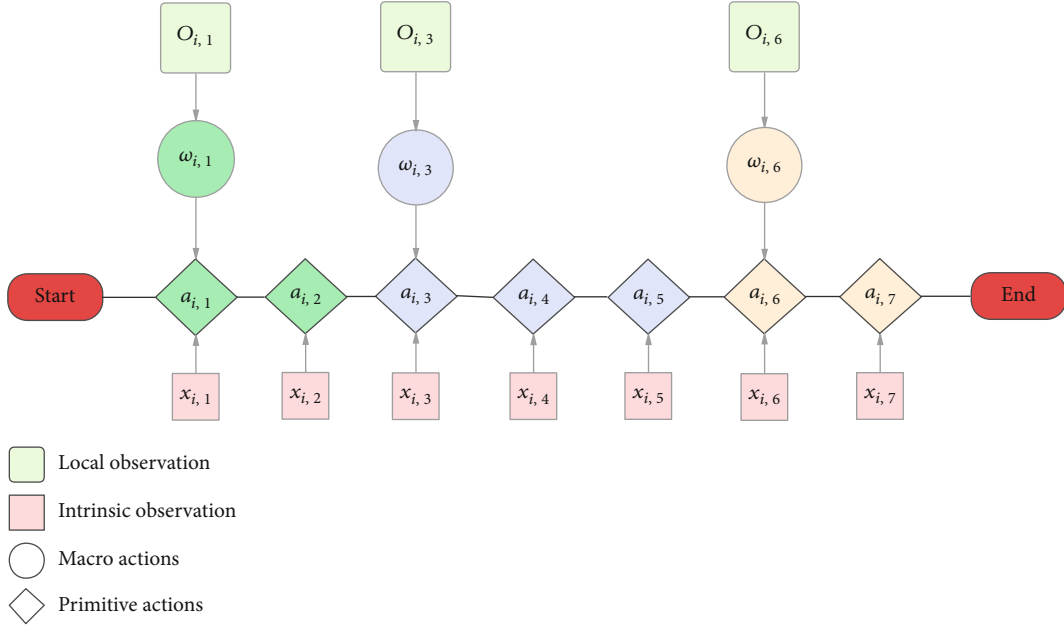 O_{i, 1} O_{i, 3} O_{i, 6}
ω_{i, 1} ω_{i, 3} ω_{i, 6}
Start a_{i, 1} a_{i, 2} a_{i, 3} a_{i, 4} a_{i, 5} a_{i, 6} a_{i, 7} End
x_{i, 1} x_{i, 2} x_{i, 3} x_{i, 4} x_{i, 5} x_{i, 6} x_{i, 7}
Local observation
Intrinsic observation
Macro actions
Primitive actions